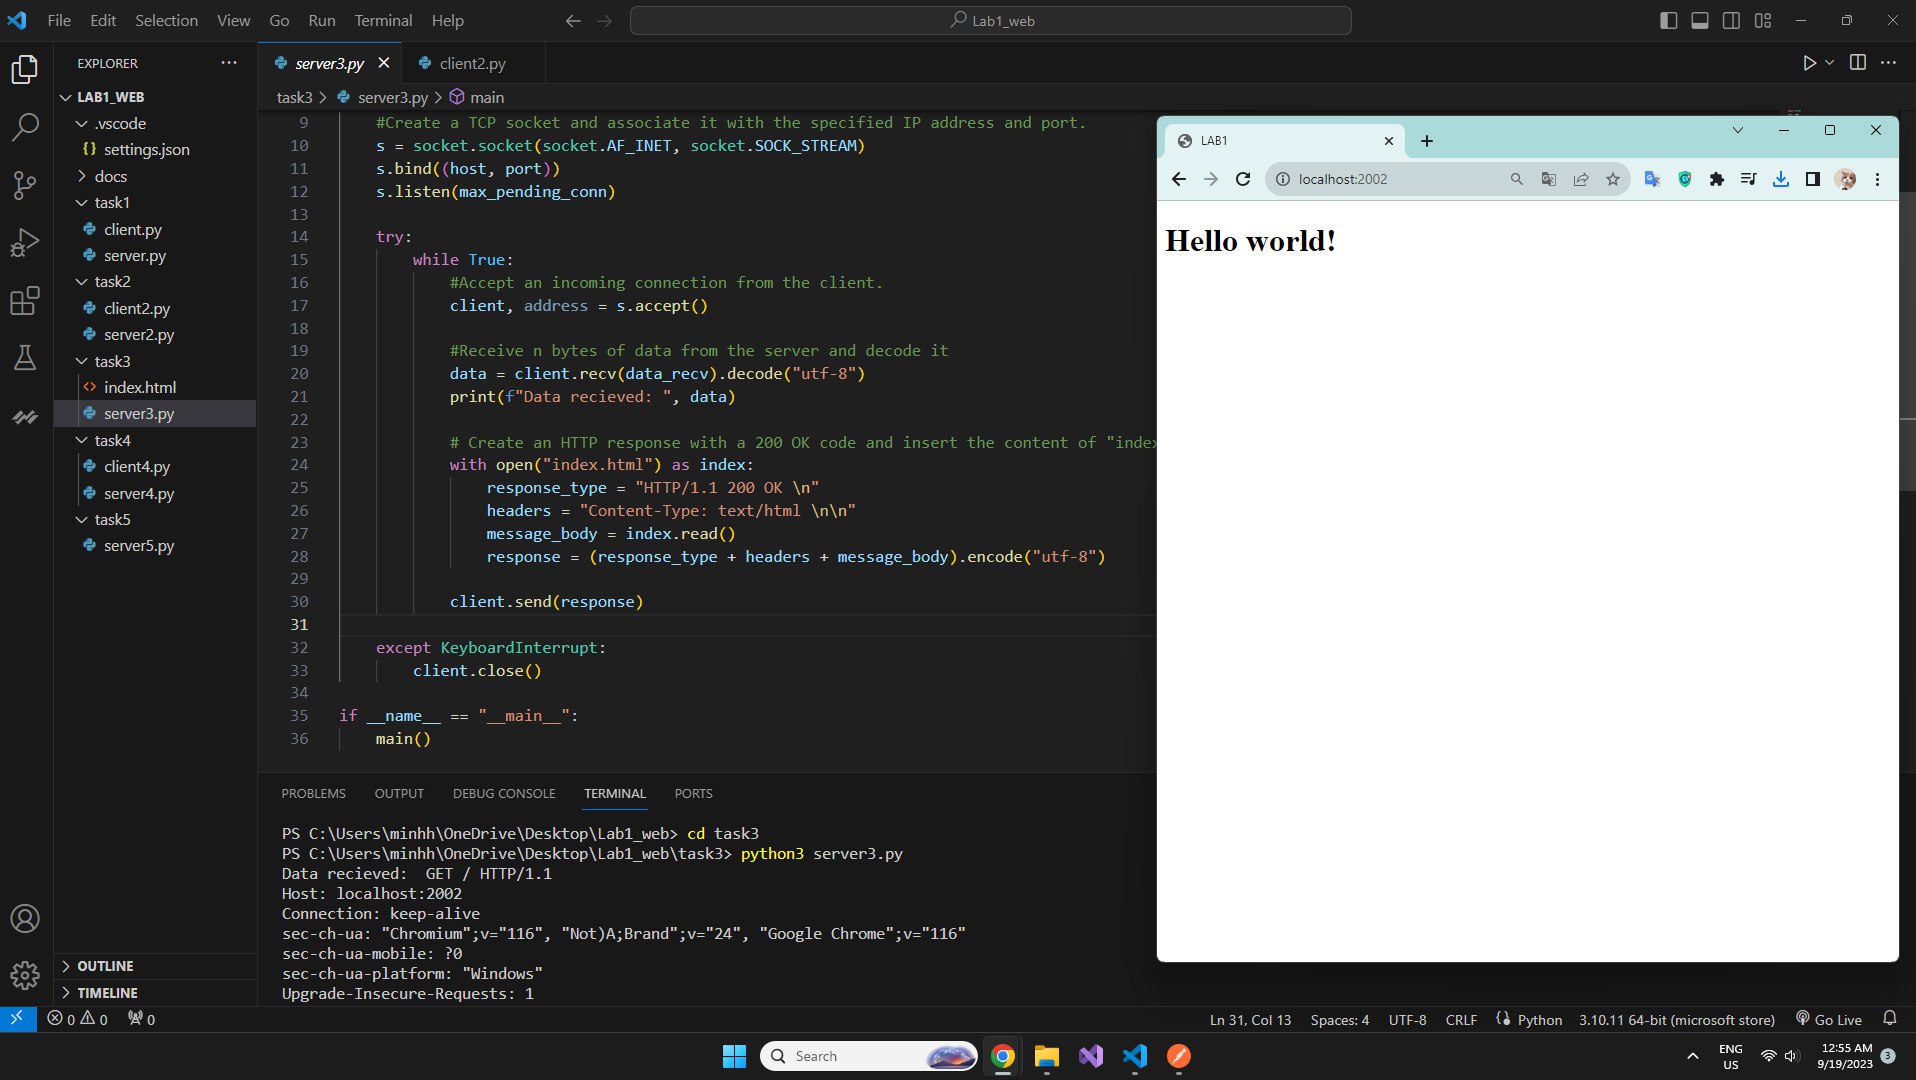 File Edit Selection View Go Run Terminal Help
Lab1_web
EXPLORER
LAB1_WEB
.vscode
{} settings.json
docs
task1
client.py
server.py
task2
client2.py
server2.py
task3
<> index.html
server3.py
task4
client4.py
server4.py
task5
server5.py
OUTLINE
TIMELINE
server3.py client2.py
task3 > server3.py > main
9 #Create a TCP socket and associate it with the specified IP address and port.
10 s = socket.socket(socket.AF_INET, socket.SOCK_STREAM)
11 s.bind((host, port))
12 s.listen(max_pending_conn)
13
14 try:
15 while True:
16 #Accept an incoming connection from the client.
17 client, address = s.accept()
18
19 #Receive n bytes of data from the server and decode it
20 data = client.recv(data_recv).decode("utf-8")
21 print(f"Data recieved: ", data)
22
23 # Create an HTTP response with a 200 OK code and insert the content of "index
24 with open("index.html") as index:
25 response_type = "HTTP/1.1 200 OK \n"
26 headers = "Content-Type: text/html \n\n"
27 message_body = index.read()
28 response = (response_type + headers + message_body).encode("utf-8")
29
30 client.send(response)
31
32 except KeyboardInterrupt:
33 client.close()
34
35 if __name__ == "__main__":
36 main()
PROBLEMS OUTPUT DEBUG CONSOLE TERMINAL PORTS
PS C:\Users\minhh\OneDrive\Desktop\Lab1_web> cd task3
PS C:\Users\minhh\OneDrive\Desktop\Lab1_web\task3> python3 server3.py
Data recieved:  GET / HTTP/1.1
Host: localhost:2002
Connection: keep-alive
sec-ch-ua: "Chromium";v="116", "Not)A;Brand";v="24", "Google Chrome";v="116"
sec-ch-ua-mobile: ?0
sec-ch-ua-platform: "Windows"
Upgrade-Insecure-Requests: 1
LAB1
localhost:2002
Hello world!
0 0 0
Ln 31, Col 13 Spaces: 4 UTF-8 CRLF Python 3.10.11 64-bit (microsoft store) Go Live
Search
ENG
US
12:55 AM
9/19/2023
3